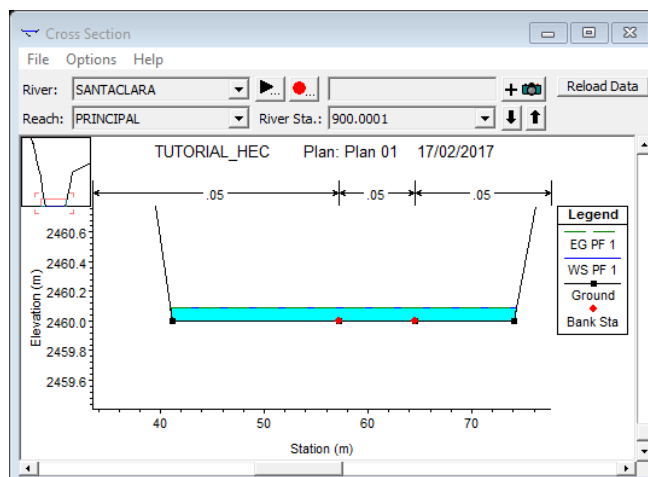 Cross Section
File Options Help
River: SANTACLARA ... ... + Reload Data
Reach: PRINCIPAL River Sta.: 900.0001
TUTORIAL_HEC Plan: Plan 01 17/02/2017
.05 .05 .05
Legend
EG PF 1
WS PF 1
Ground
Bank Sta
Elevation (m)
2460.6
2460.4
2460.2
2460.0
2459.8
2459.6
40 50 60 70
Station (m)